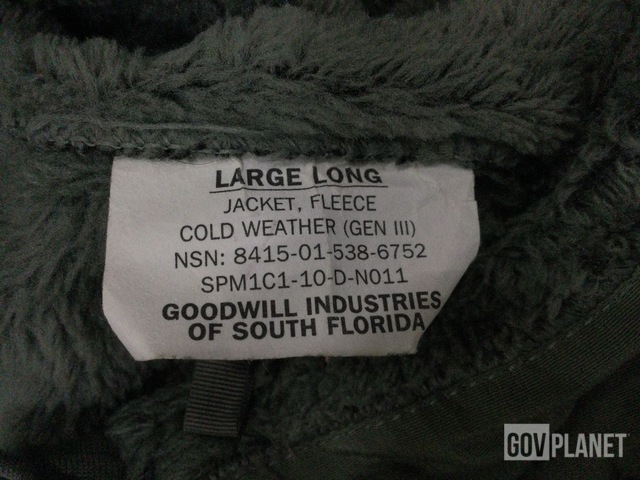 LARGE LONG
JACKET, FLEECE
COLD WEATHER (GEN III)
NSN: 8415-01-538-6752
SPM1C1-10-D-N011
GOODWILL INDUSTRIES
OF SOUTH FLORIDA
GOVPLANET